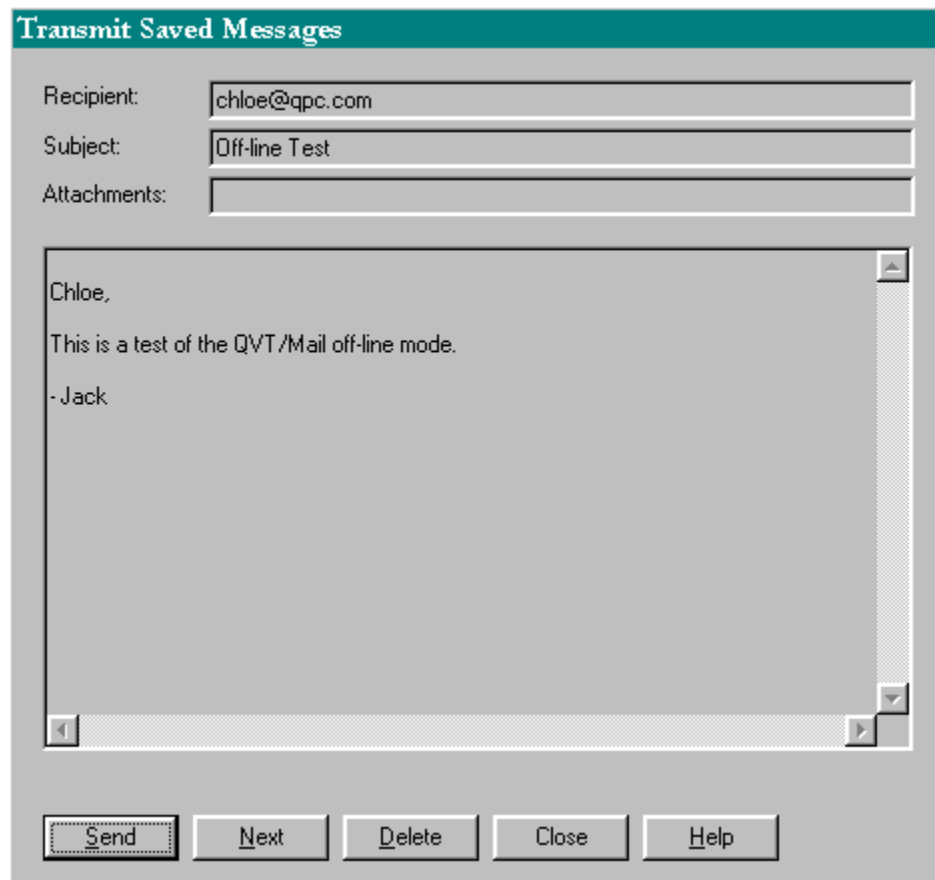 Transmit Saved Messages
Recipient: chloe@qpc.com
Subject: Off-line Test
Attachments:
Chloe,
This is a test of the QVT/Mail off-line mode.
- Jack
Send Next Delete Close Help